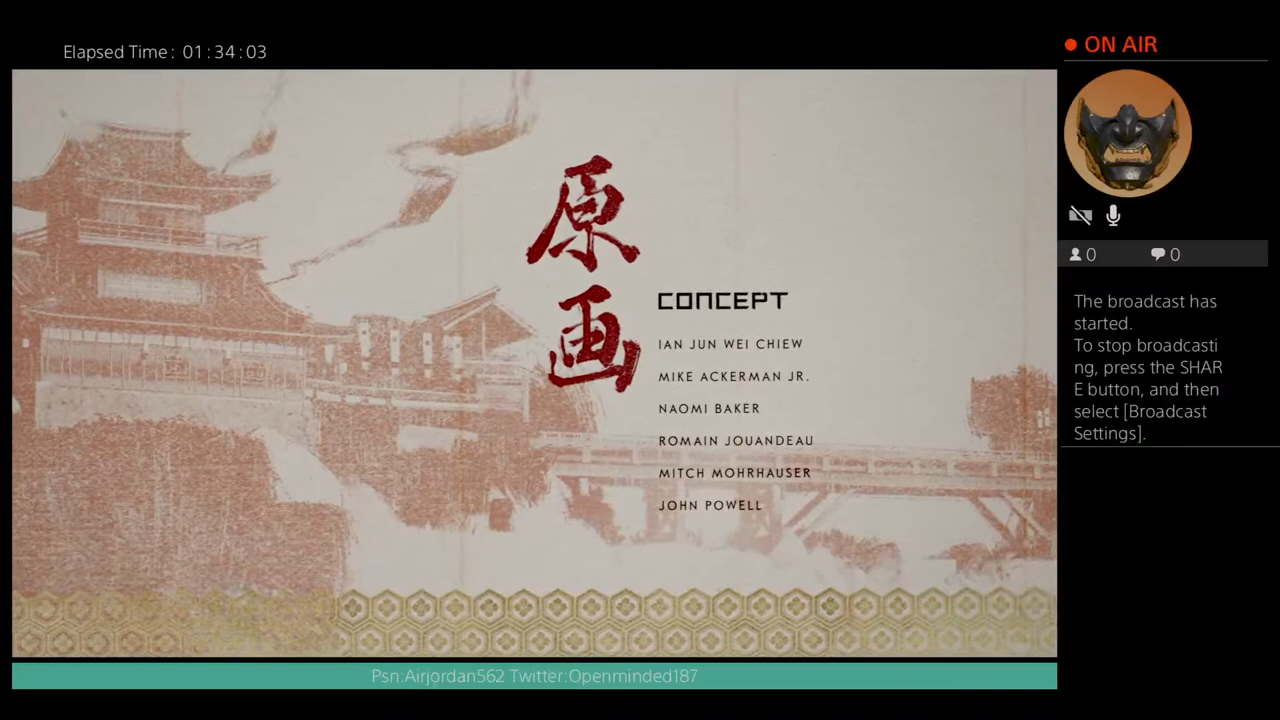 Elapsed Time: 01:34:03
ON AIR
原画
CONCEPT
IAN JUN WEI CHIEW
MIKE ACKERMAN JR.
NAOMI BAKER
ROMAIN JOUANDEAU
MITCH MOHRHAUSER
JOHN POWELL
0 0
The broadcast has
started.
To stop broadcasti
ng, press the SHAR
E button, and then
select [Broadcast
Settings].
Psn:Airjordan562 Twitter:Openminded187